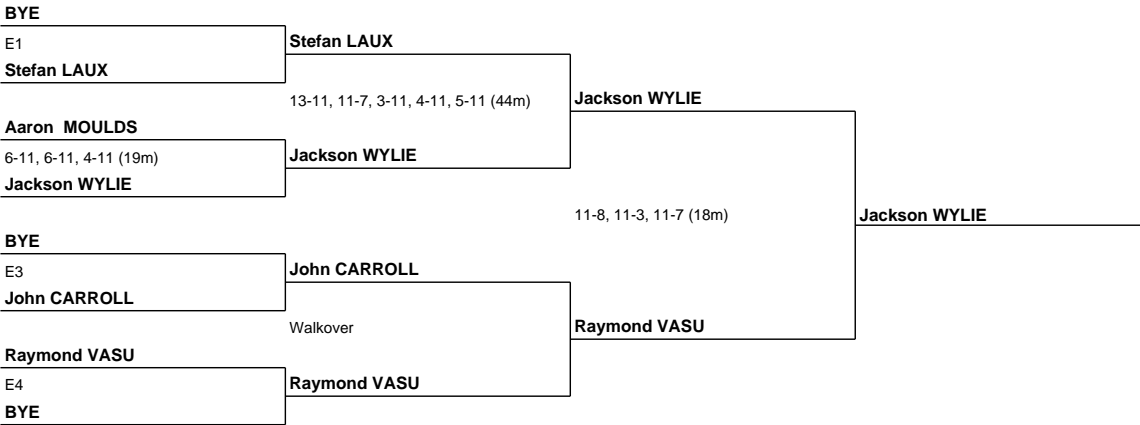 BYE
E1
Stefan LAUX
Stefan LAUX
13-11, 11-7, 3-11, 4-11, 5-11 (44m)
Jackson WYLIE
Aaron MOULDS
6-11, 6-11, 4-11 (19m)
Jackson WYLIE
Jackson WYLIE
11-8, 11-3, 11-7 (18m)
Jackson WYLIE
BYE
E3
John CARROLL
John CARROLL
Walkover
Raymond VASU
Raymond VASU
E4
BYE
Raymond VASU